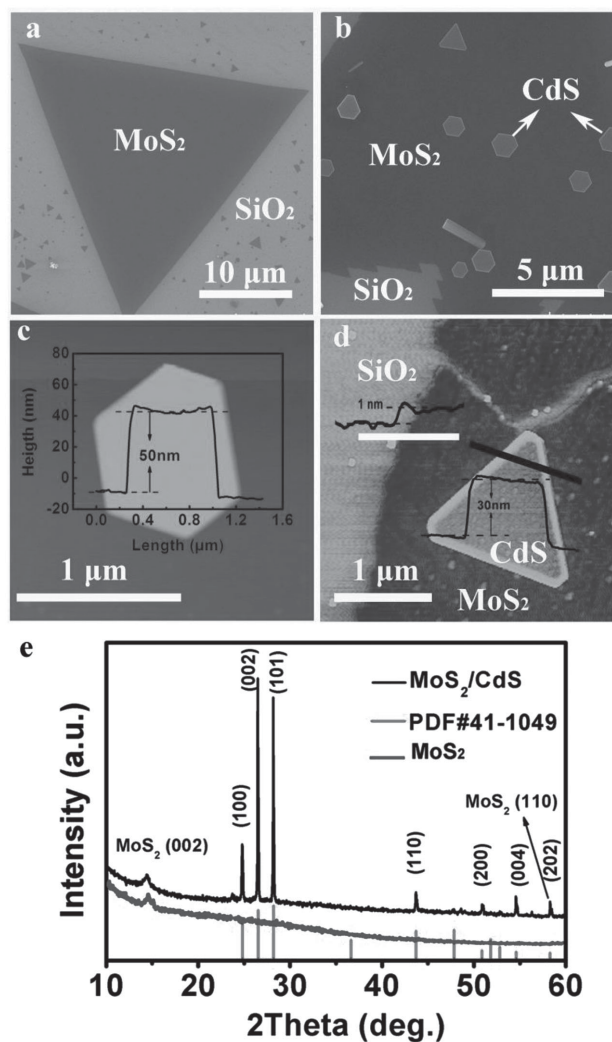 a
MoS₂
SiO₂
10 μm
b
CdS
MoS₂
SiO₂
5 μm
c
80
60
40
20
0
-20
Heigth (nm)
50nm
0.0 0.4 0.8 1.2 1.6
Length (μm)
1 μm
d
SiO₂
1 nm
30nm
CdS
1 μm
MoS₂
e
(002)
(101)
MoS₂/CdS
PDF#41-1049
MoS₂
MoS₂ (110)
(100)
MoS₂ (002)
(110)
(200)
(004)
(202)
Intensity (a.u.)
10 20 30 40 50 60
2Theta (deg.)